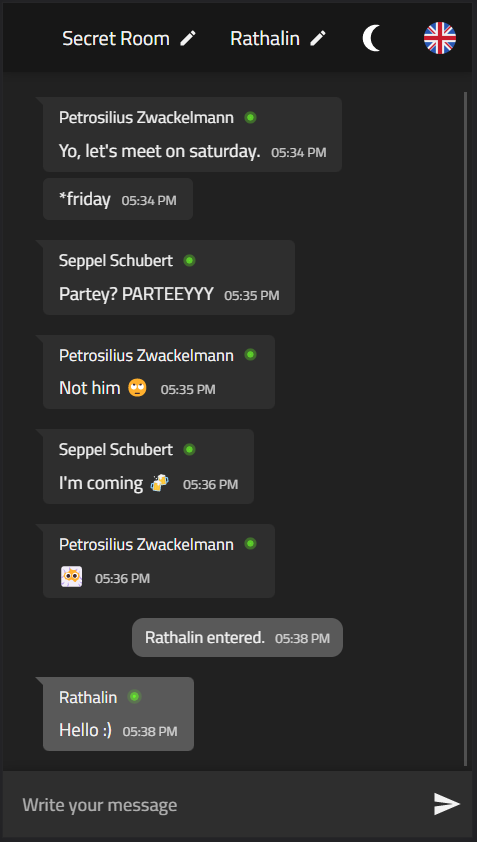 Secret Room Rathalin
Petrosilius Zwackelmann
Yo, let's meet on saturday. 05:34 PM
*friday 05:34 PM
Seppel Schubert
Partey? PARTEEYYY 05:35 PM
Petrosilius Zwackelmann
Not him 🙄 05:35 PM
Seppel Schubert
I'm coming 🍻 05:36 PM
Petrosilius Zwackelmann
05:36 PM
Rathalin entered. 05:38 PM
Rathalin
Hello :) 05:38 PM
Write your message